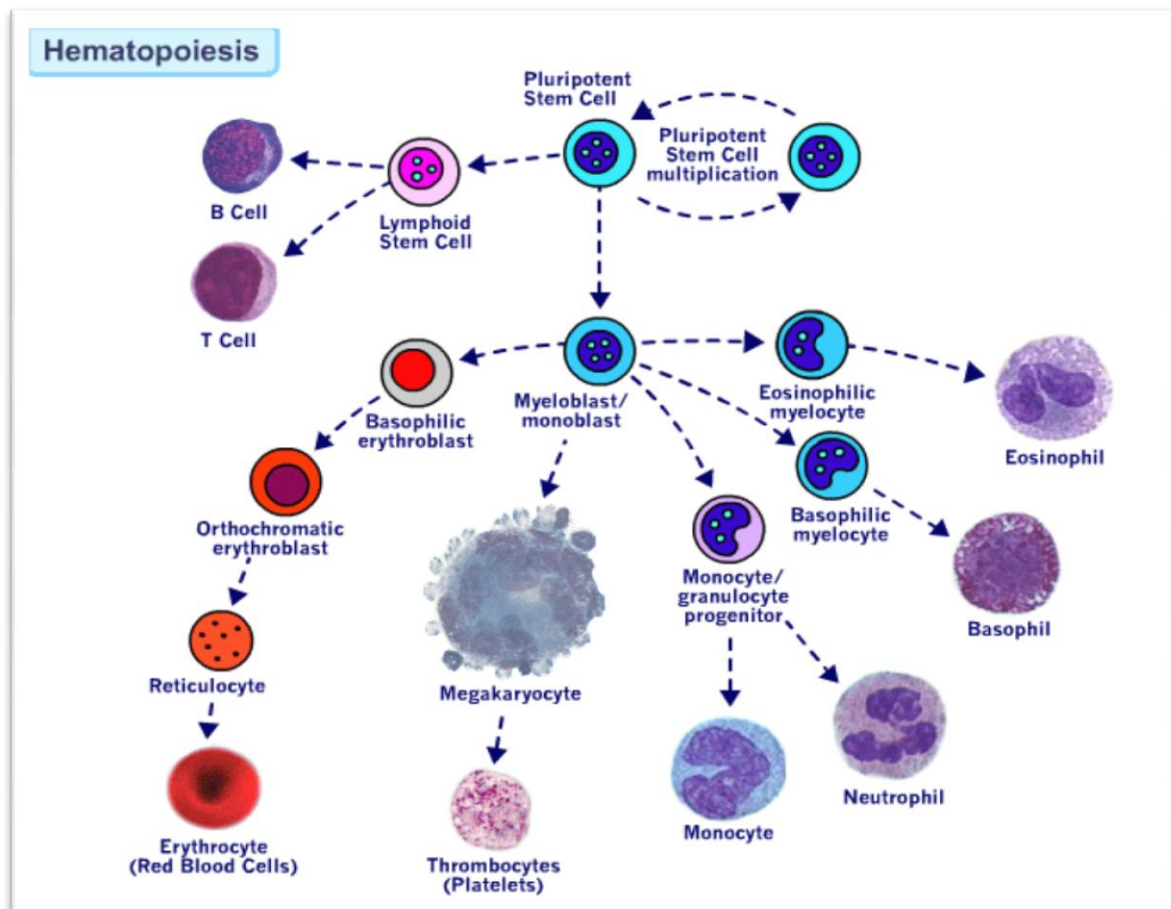 Hematopoiesis
Pluripotent
Stem Cell
Pluripotent
Stem Cell
multiplication
B Cell
Lymphoid
Stem Cell
T Cell
Basophilic
erythroblast
Myeloblast/
monoblast
Eosinophilic
myelocyte
Eosinophil
Orthochromatic
erythroblast
Basophilic
myelocyte
Monocyte/
granulocyte
progenitor
Basophil
Reticulocyte
Megakaryocyte
Neutrophil
Monocyte
Erythrocyte
(Red Blood Cells)
Thrombocytes
(Platelets)